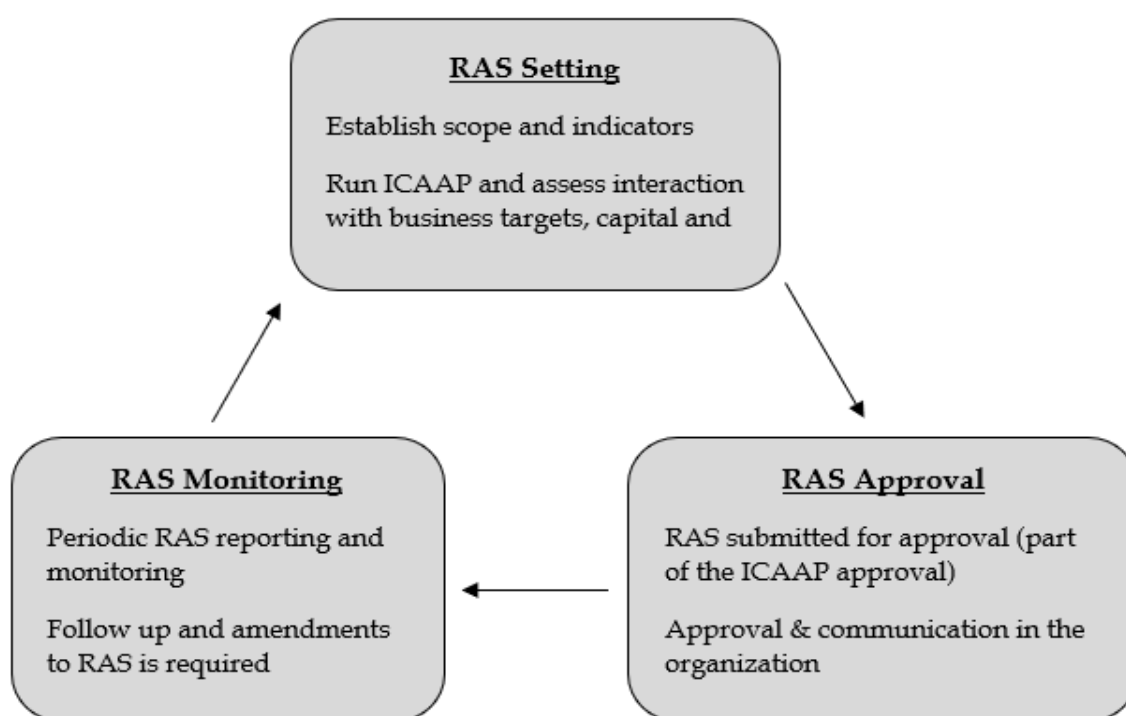 RAS Setting
Establish scope and indicators
Run ICAAP and assess interaction
with business targets, capital and
RAS Monitoring
Periodic RAS reporting and
monitoring
Follow up and amendments
to RAS is required
RAS Approval
RAS submitted for approval (part
of the ICAAP approval)
Approval & communication in the
organization